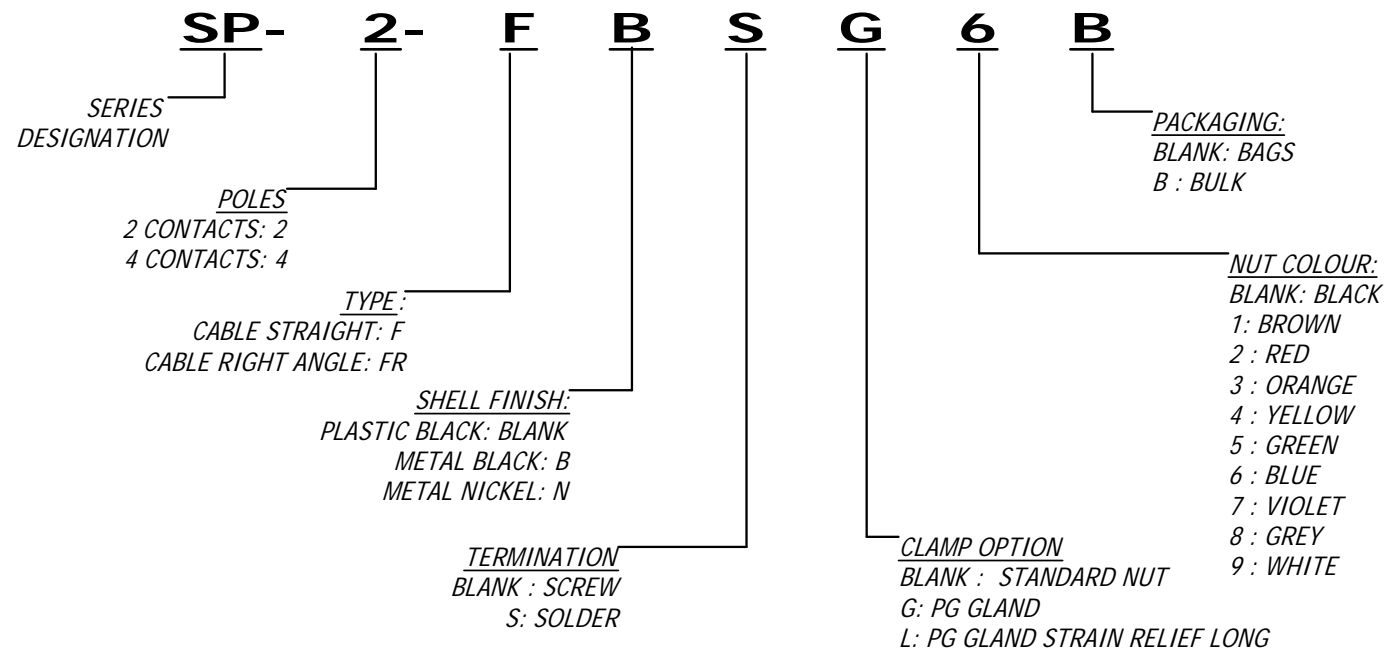 SP- 2- F B S G 6 B
SERIES
DESIGNATION
POLES
2 CONTACTS: 2
4 CONTACTS: 4
TYPE:
CABLE STRAIGHT: F
CABLE RIGHT ANGLE: FR
SHELL FINISH:
PLASTIC BLACK: BLANK
METAL BLACK: B
METAL NICKEL: N
TERMINATION
BLANK : SCREW
S: SOLDER
CLAMP OPTION
BLANK : STANDARD NUT
G: PG GLAND
L: PG GLAND STRAIN RELIEF LONG
NUT COLOUR:
BLANK: BLACK
1: BROWN
2 : RED
3 : ORANGE
4 : YELLOW
5 : GREEN
6 : BLUE
7 : VIOLET
8 : GREY
9 : WHITE
PACKAGING:
BLANK: BAGS
B : BULK